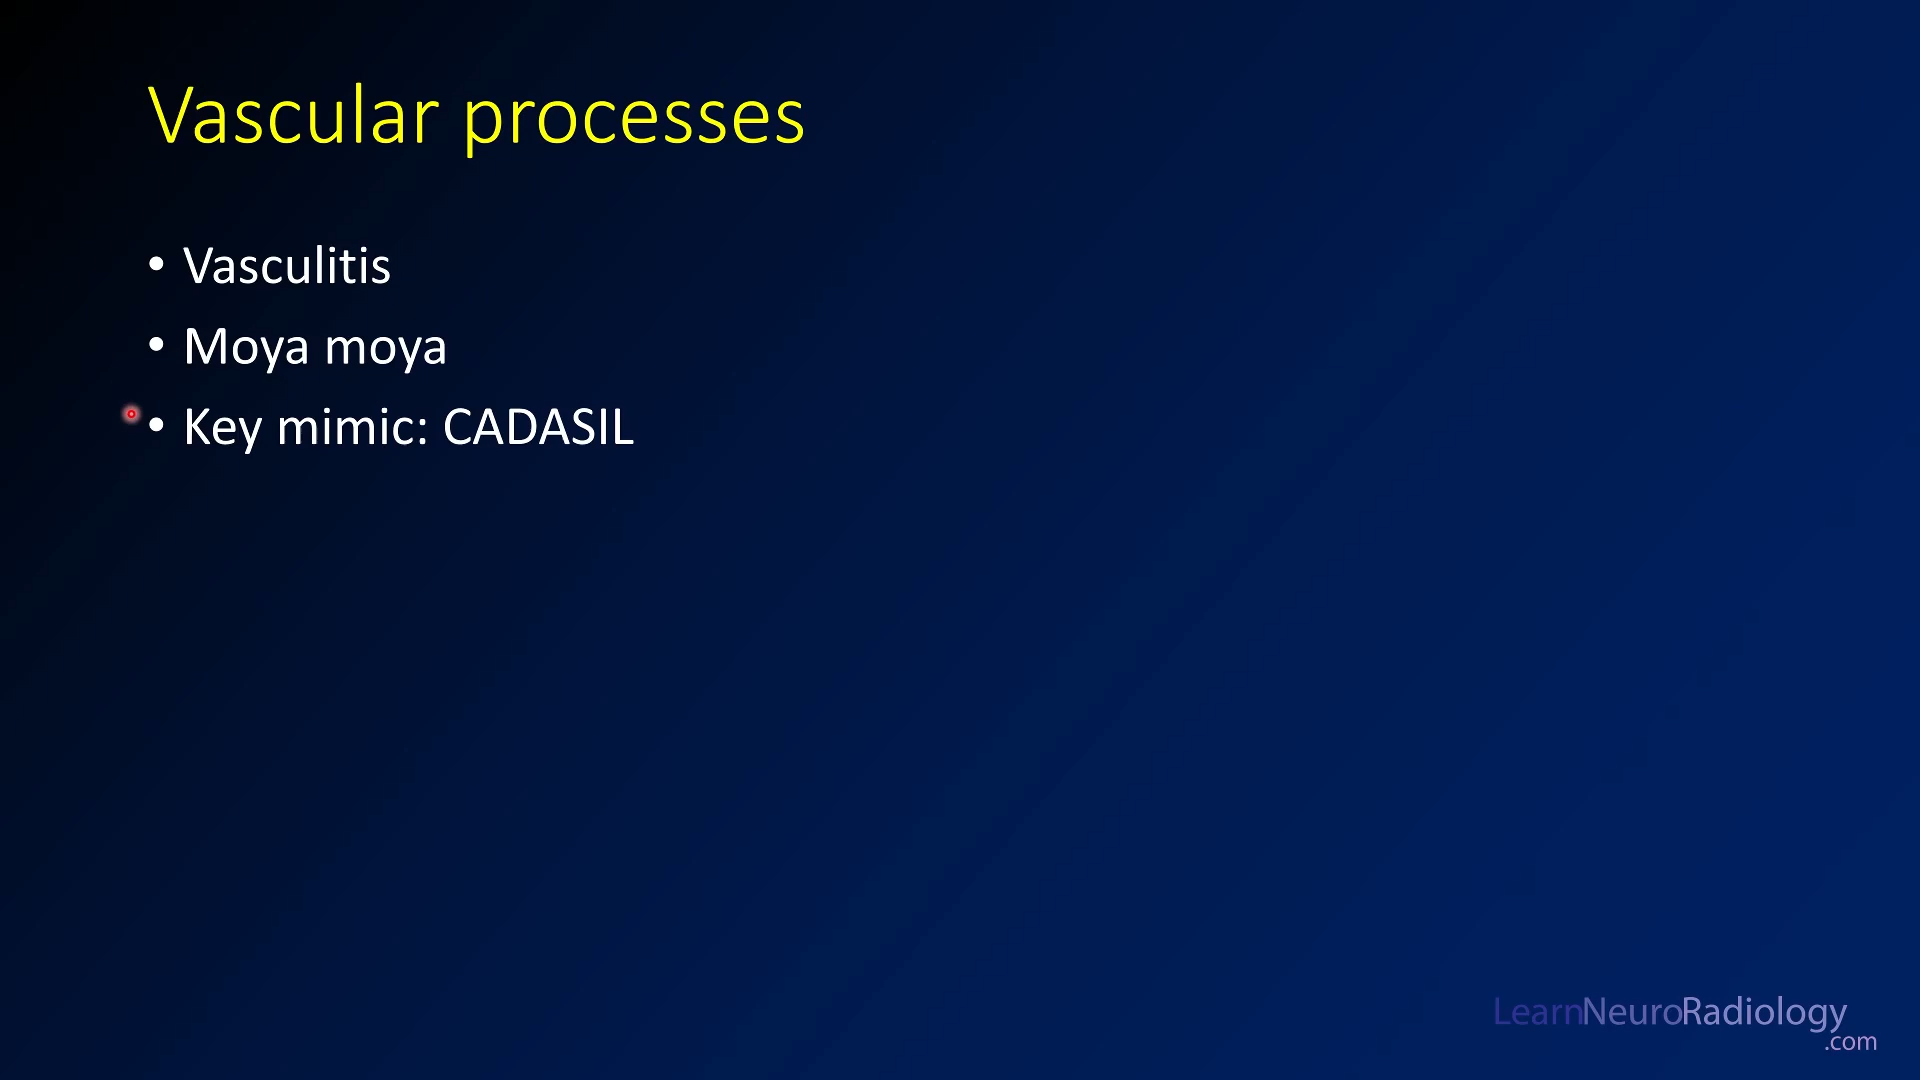 Vascular processes
• Vasculitis
• Moya moya
• Key mimic: CADASIL
LearnNeuroRadiology
.com